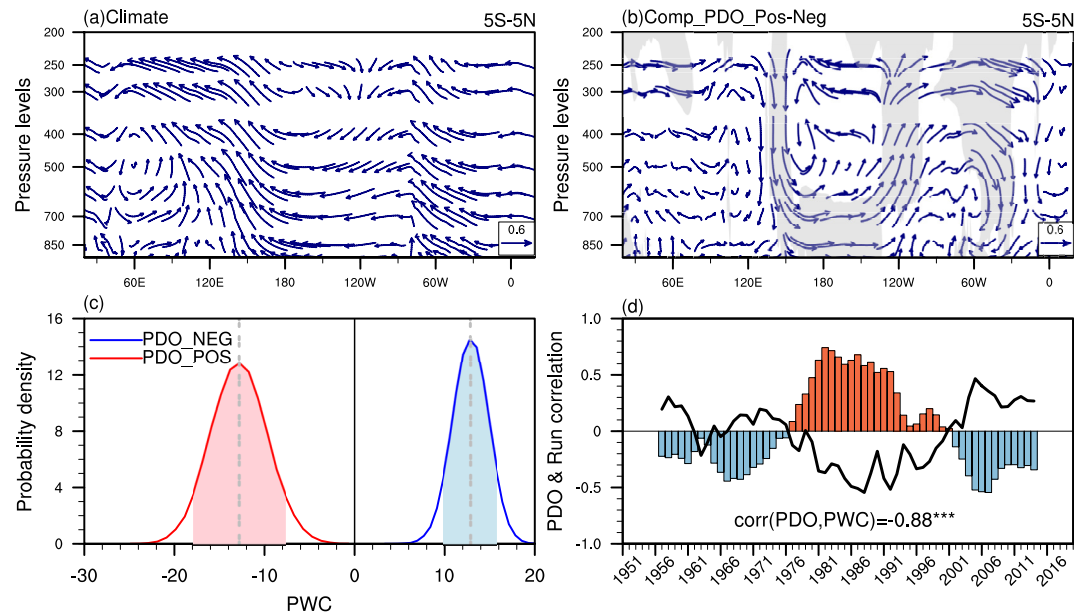 (a)Climate 5S-5N
200
250
300
400
500
700
850
Pressure levels
0.6
60E 120E 180 120W 60W 0
(b)Comp_PDO_Pos-Neg 5S-5N
200
250
300
400
500
700
850
Pressure levels
0.6
60E 120E 180 120W 60W 0
(c)
16
12
8
4
0
Probability density
PDO_NEG
PDO_POS
-30 -20 -10 0 10 20
PWC
(d)
1.0
0.5
0
-0.5
-1.0
PDO & Run correlation
corr(PDO,PWC)=-0.88***
1951 1956 1961 1966 1971 1976 1981 1986 1991 1996 2001 2006 2011 2016